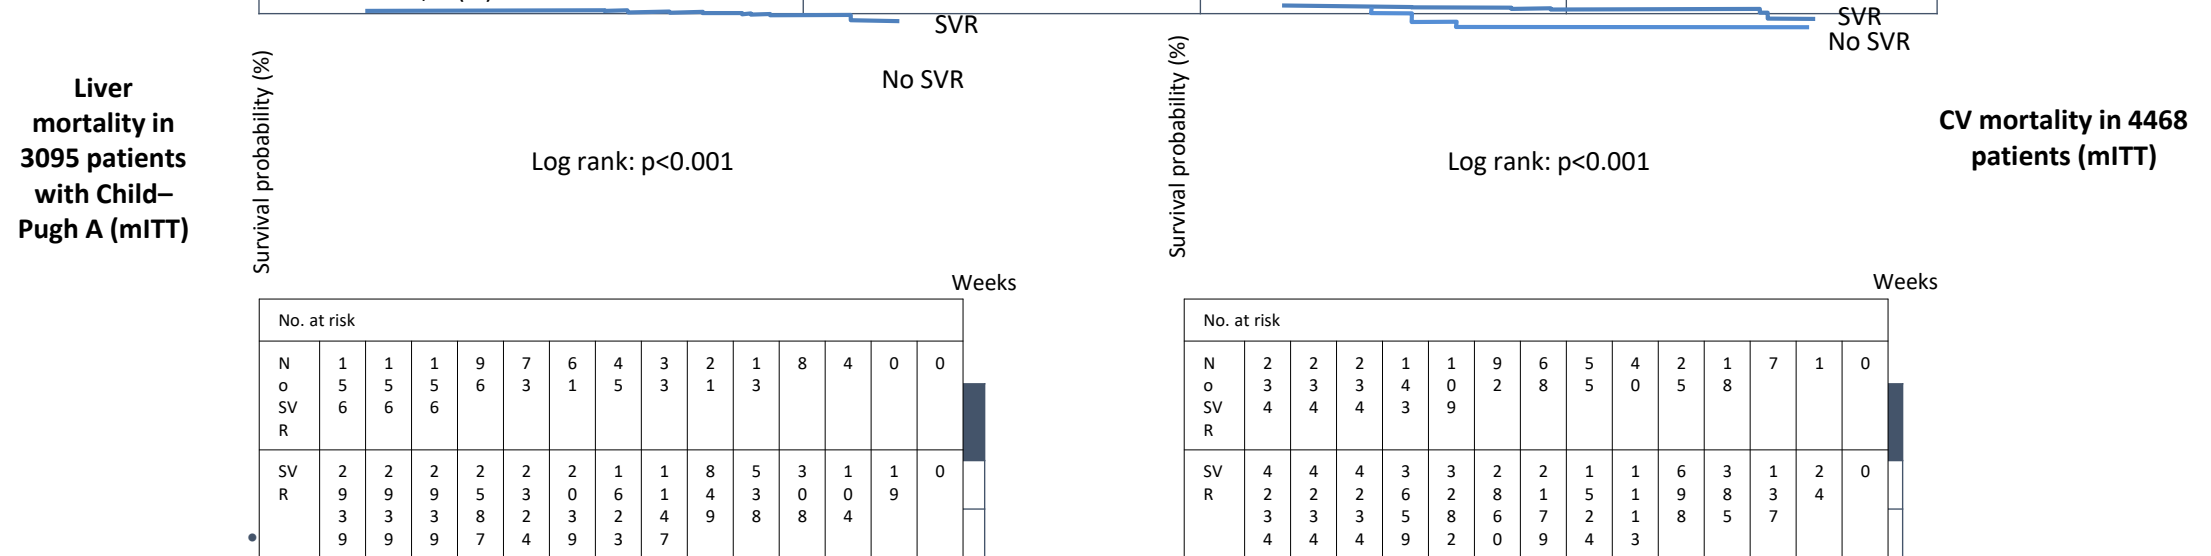 SVR
No SVR
Survival probability (%)
Liver
mortality in
3095 patients
with Child–
Pugh A (mITT)
Log rank: p<0.001
Weeks
No. at risk
No SVR 156 156 156 96 73 61 45 33 21 13 8 4 0 0
SVR 2939 2939 2939 2587 2324 2039 1623 1147 849 538 308 104 19 0
SVR
No SVR
Survival probability (%)
CV mortality in 4468
patients (mITT)
Log rank: p<0.001
Weeks
No. at risk
No SVR 234 234 234 143 109 92 68 55 40 25 18 7 1 0
SVR 4234 4234 4234 3659 3282 2860 2179 1524 1113 698 385 137 24 0